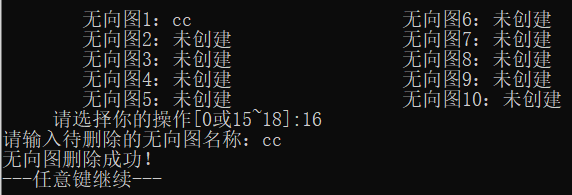 无向图1：cc 无向图6：未创建
无向图2：未创建 无向图7：未创建
无向图3：未创建 无向图8：未创建
无向图4：未创建 无向图9：未创建
无向图5：未创建 无向图10：未创建
请选择你的操作[0或15~18]:16
请输入待删除的无向图名称：cc
无向图删除成功！
---任意键继续---